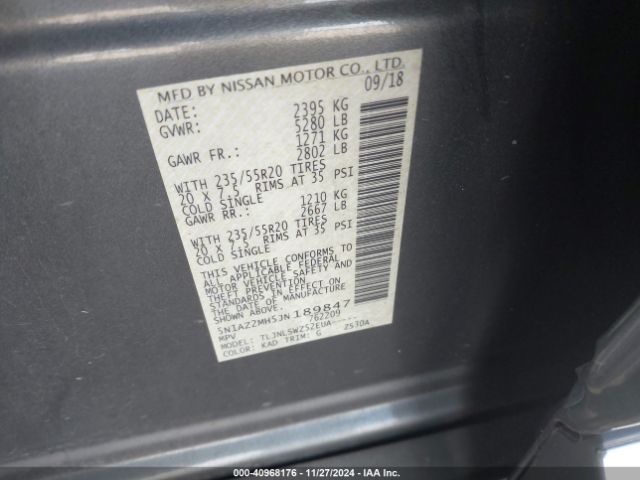 MFD BY NISSAN MOTOR CO., LTD.
DATE: 09/18
GVWR: 2395 KG
5280 LB
GAWR FR.: 1271 KG
2802 LB
WITH 235/55R20 TIRES
20 X 7.5 RIMS AT 35 PSI
COLD SINGLE
GAWR RR.: 1210 KG
2667 LB
WITH 235/55R20 TIRES
20 X 7.5 RIMS AT 35 PSI
COLD SINGLE
THIS VEHICLE CONFORMS TO
ALL APPLICABLE FEDERAL
MOTOR VEHICLE SAFETY AND
THEFT PREVENTION
STANDARDS IN EFFECT ON
THE DATE OF MANUFACTURE
SHOWN ABOVE.
5N1AZ2MH5JN189847
MPV 762209
MODEL: TLJNLSWZ52EUA-----
COLOR: KAD TRIM: G Z530A
000-40968176 | 11/27/2024 | IAA Inc.